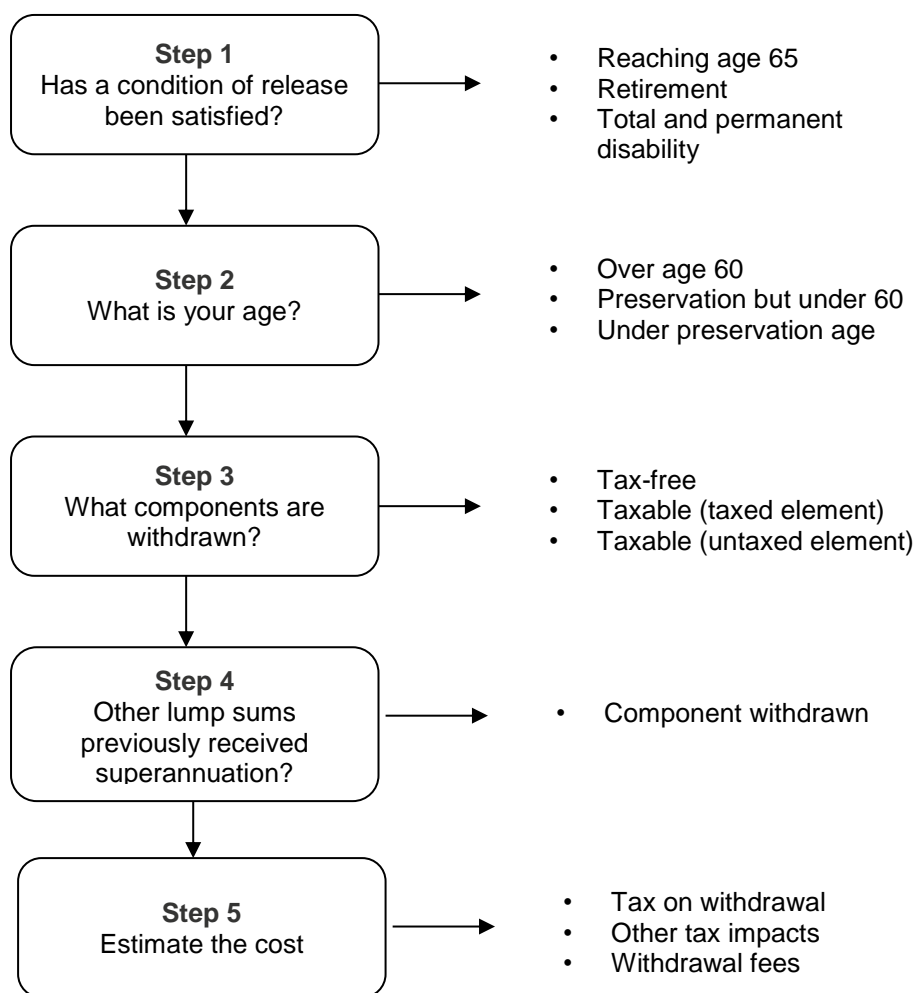 Step 1
Has a condition of release
been satisfied?
• Reaching age 65
• Retirement
• Total and permanent
disability
Step 2
What is your age?
• Over age 60
• Preservation but under 60
• Under preservation age
Step 3
What components are
withdrawn?
• Tax-free
• Taxable (taxed element)
• Taxable (untaxed element)
Step 4
Other lump sums
previously received
superannuation?
• Component withdrawn
Step 5
Estimate the cost
• Tax on withdrawal
• Other tax impacts
• Withdrawal fees